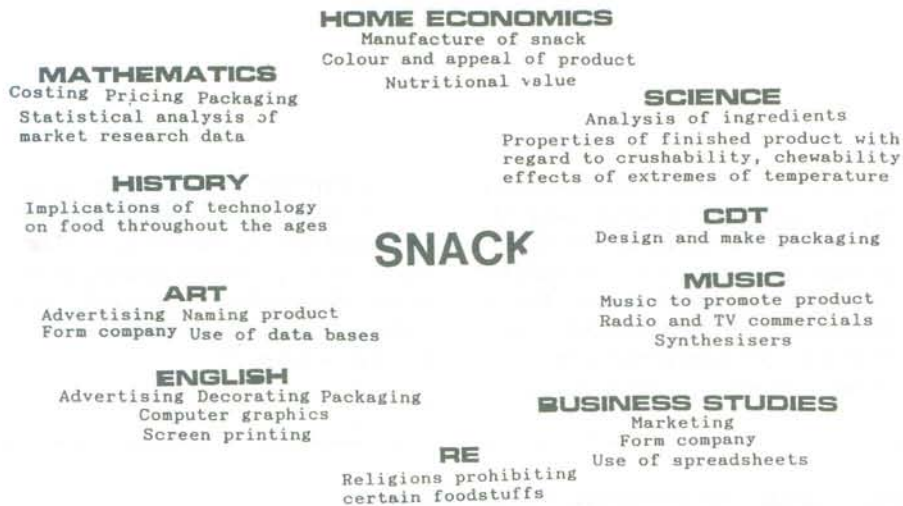 HOME ECONOMICS
Manufacture of snack
Colour and appeal of product
Nutritional value
MATHEMATICS
Costing Pricing Packaging
Statistical analysis of
market research data
SCIENCE
Analysis of ingredients
Properties of finished product with
regard to crushability, chewability
effects of extremes of temperature
HISTORY
Implications of technology
on food throughout the ages
SNACK
CDT
Design and make packaging
ART
Advertising Naming product
Form company Use of data bases
MUSIC
Music to promote product
Radio and TV commercials
Synthesisers
ENGLISH
Advertising Decorating Packaging
Computer graphics
Screen printing
BUSINESS STUDIES
Marketing
Form company
Use of spreadsheets
RE
Religions prohibiting
certain foodstuffs